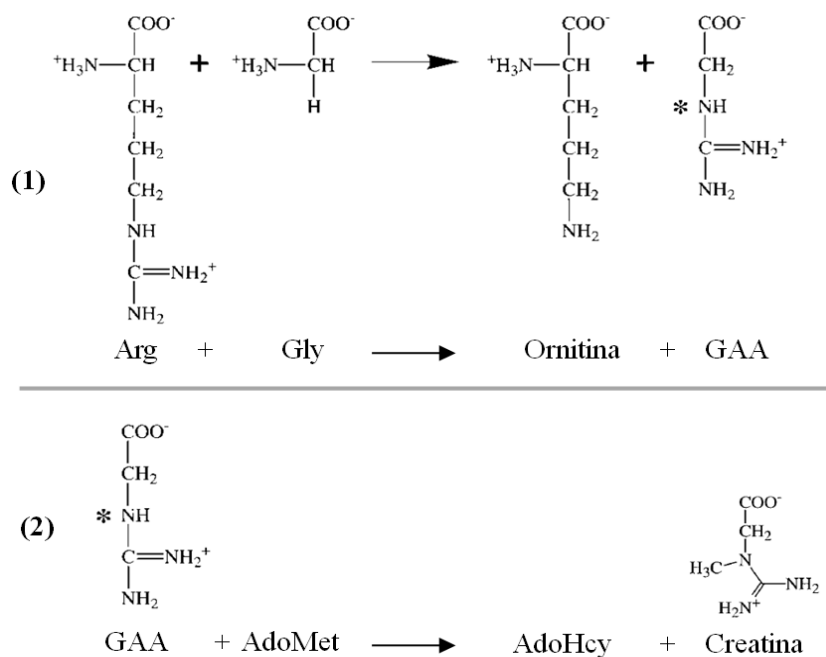 COO⁻ COO⁻ COO⁻ COO⁻
⁺H₃N—CH + ⁺H₃N—CH ⁺H₃N—CH + CH₂
CH₂ H CH₂ * NH
CH₂ CH₂ C=NH₂⁺
(1) CH₂ CH₂ NH₂
NH NH₂
C=NH₂⁺
NH₂
Arg + Gly Ornitina + GAA
COO⁻
CH₂
(2) * NH COO⁻
C=NH₂⁺ CH₂
NH₂ H₃C N NH₂
H₂N⁺
GAA + AdoMet AdoHcy + Creatina